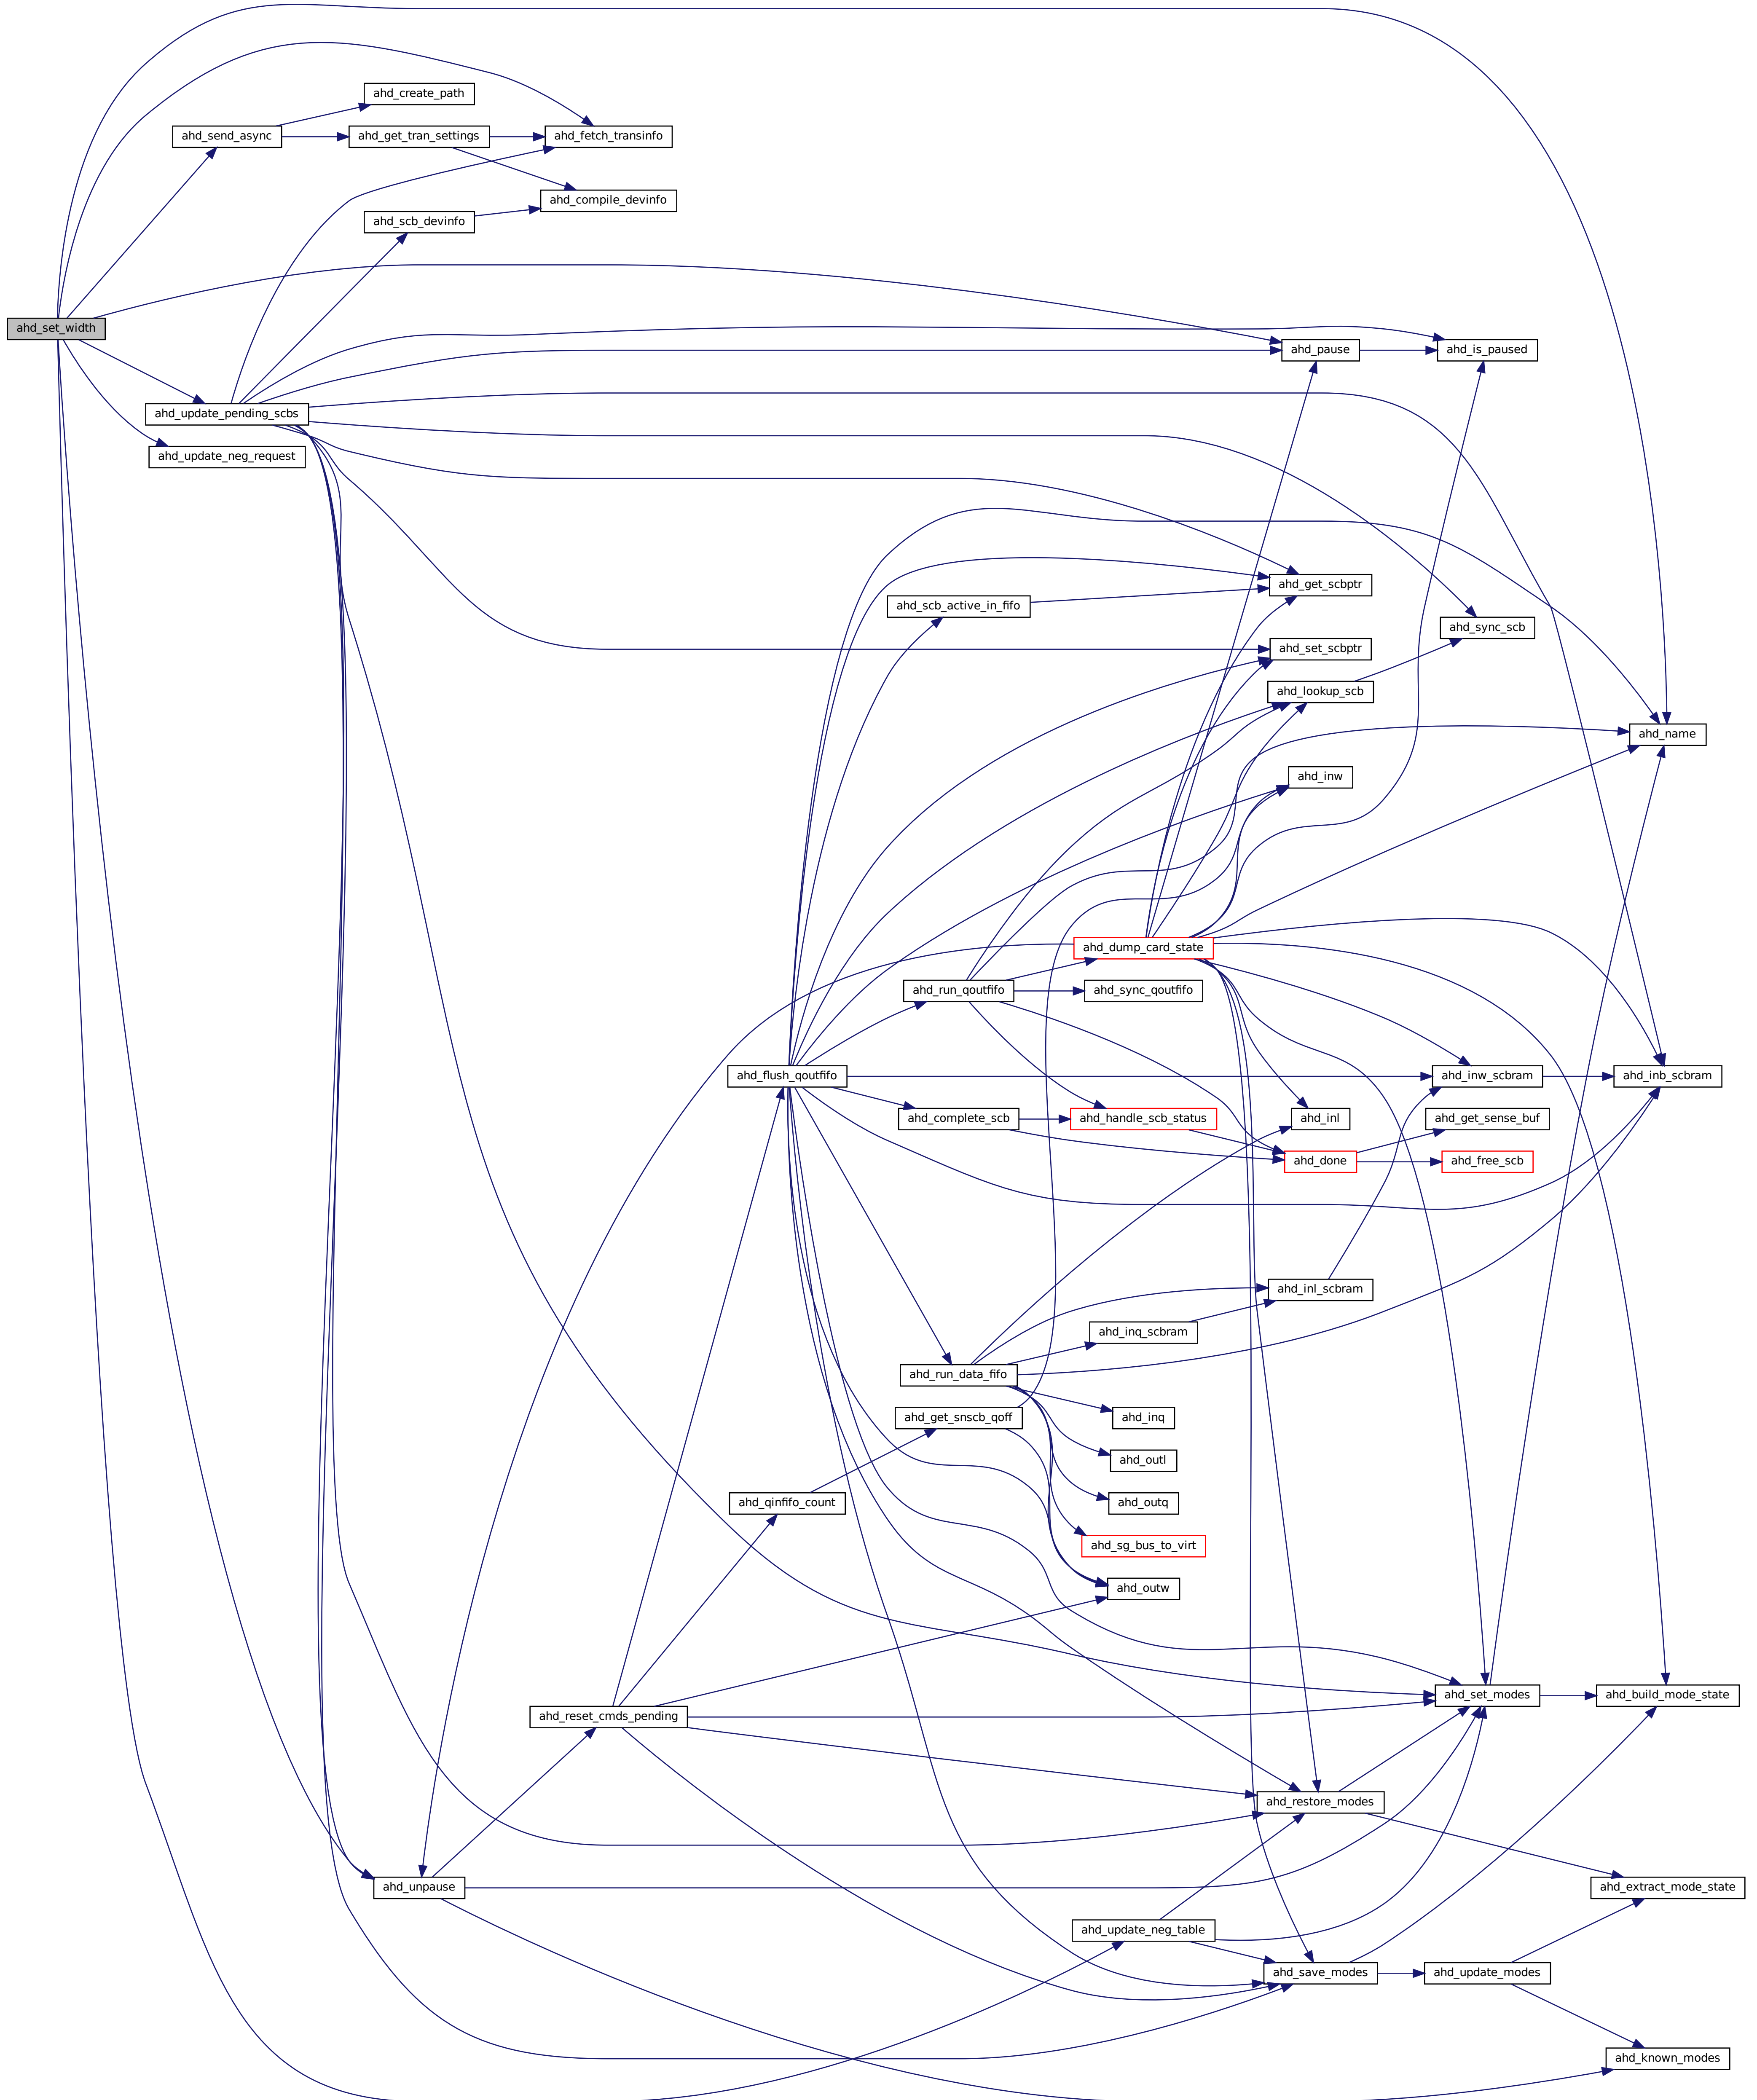 ahd_create_path
ahd_send_async
ahd_get_tran_settings
ahd_fetch_transinfo
ahd_compile_devinfo
ahd_scb_devinfo
ahd_set_width
ahd_pause
ahd_is_paused
ahd_update_pending_scbs
ahd_update_neg_request
ahd_get_scbptr
ahd_scb_active_in_fifo
ahd_sync_scb
ahd_set_scbptr
ahd_lookup_scb
ahd_name
ahd_inw
ahd_dump_card_state
ahd_run_qoutfifo
ahd_sync_qoutfifo
ahd_flush_qoutfifo
ahd_inw_scbram
ahd_inb_scbram
ahd_complete_scb
ahd_handle_scb_status
ahd_inl
ahd_get_sense_buf
ahd_done
ahd_free_scb
ahd_inl_scbram
ahd_inq_scbram
ahd_run_data_fifo
ahd_get_snscb_qoff
ahd_inq
ahd_outl
ahd_qinfifo_count
ahd_outq
ahd_sg_bus_to_virt
ahd_outw
ahd_set_modes
ahd_build_mode_state
ahd_reset_cmds_pending
ahd_restore_modes
ahd_unpause
ahd_extract_mode_state
ahd_update_neg_table
ahd_save_modes
ahd_update_modes
ahd_known_modes